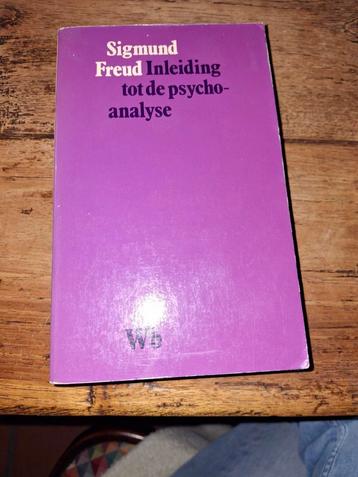 Sigmund
Freud Inleiding
tot de psycho-
analyse
Wb